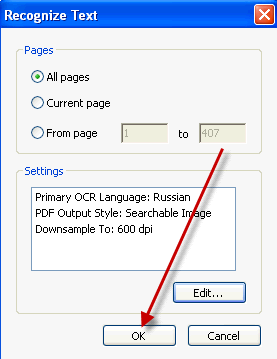 Recognize Text
Pages
All pages
Current page
From page 1 to 407
Settings
Primary OCR Language: Russian
PDF Output Style: Searchable Image
Downsample To: 600 dpi
Edit...
OK Cancel